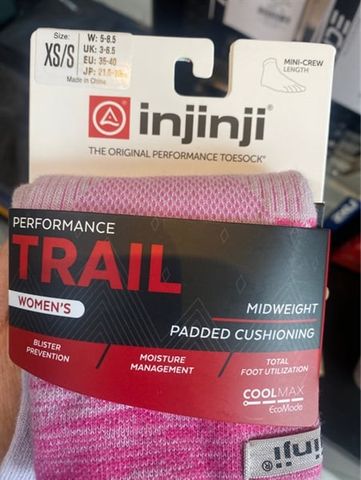 Size:
XS/S
W: 5-8.5
UK: 3-6.5
EU: 35-40
Made in China
MINI-CREW
LENGTH
injinji®
THE ORIGINAL PERFORMANCE TOESOCK®
PERFORMANCE
TRAIL
WOMEN'S
MIDWEIGHT
PADDED CUSHIONING
BLISTER
PREVENTION
MOISTURE
MANAGEMENT
TOTAL
FOOT UTILIZATION
COOLMAX
EcoMade
injinji